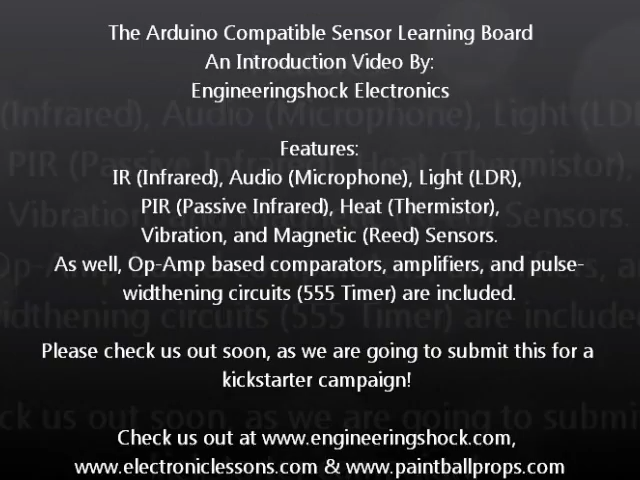 The Arduino Compatible Sensor Learning Board
An Introduction Video By:
Engineeringshock Electronics
Features:
IR (Infrared), Audio (Microphone), Light (LDR),
PIR (Passive Infrared), Heat (Thermistor),
Vibration, and Magnetic (Reed) Sensors.
As well, Op-Amp based comparators, amplifiers, and pulse-
widthening circuits (555 Timer) are included.
Please check us out soon, as we are going to submit this for a
kickstarter campaign!
Check us out at www.engineeringshock.com,
www.electroniclessons.com & www.paintballprops.com